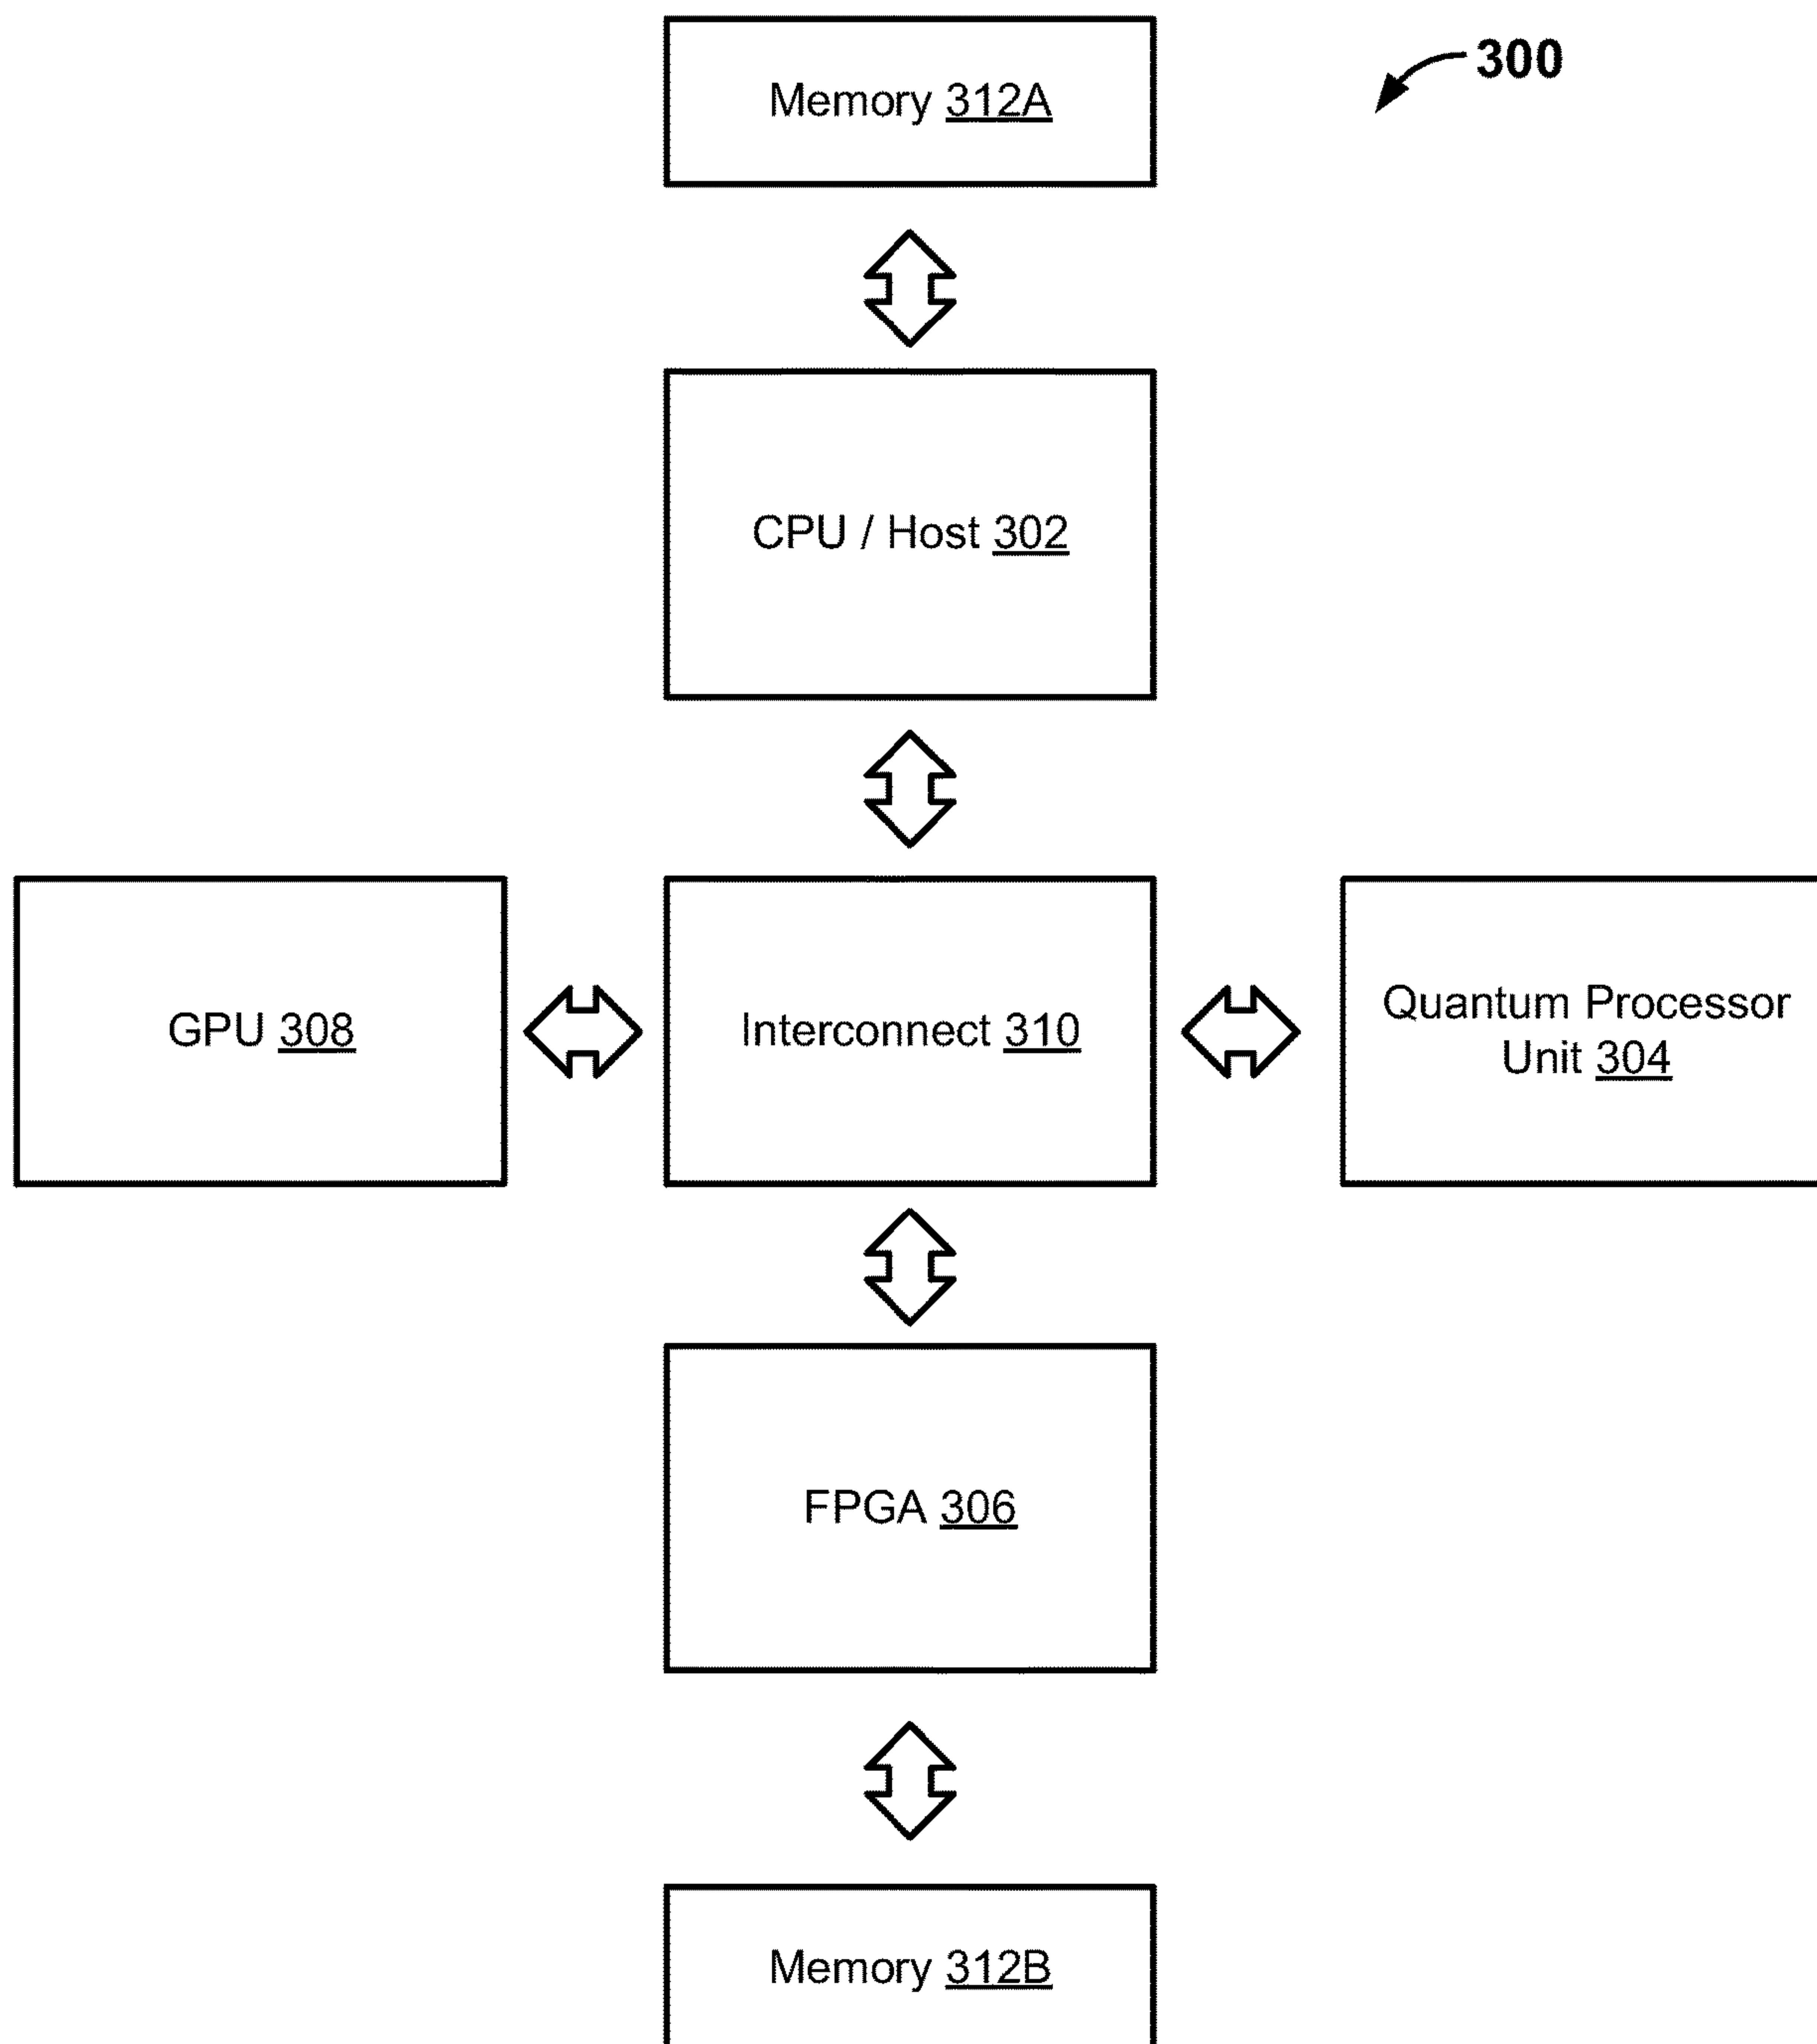 Memory 312A
300
CPU / Host 302
GPU 308
Interconnect 310
Quantum Processor
Unit 304
FPGA 306
Memory 312B